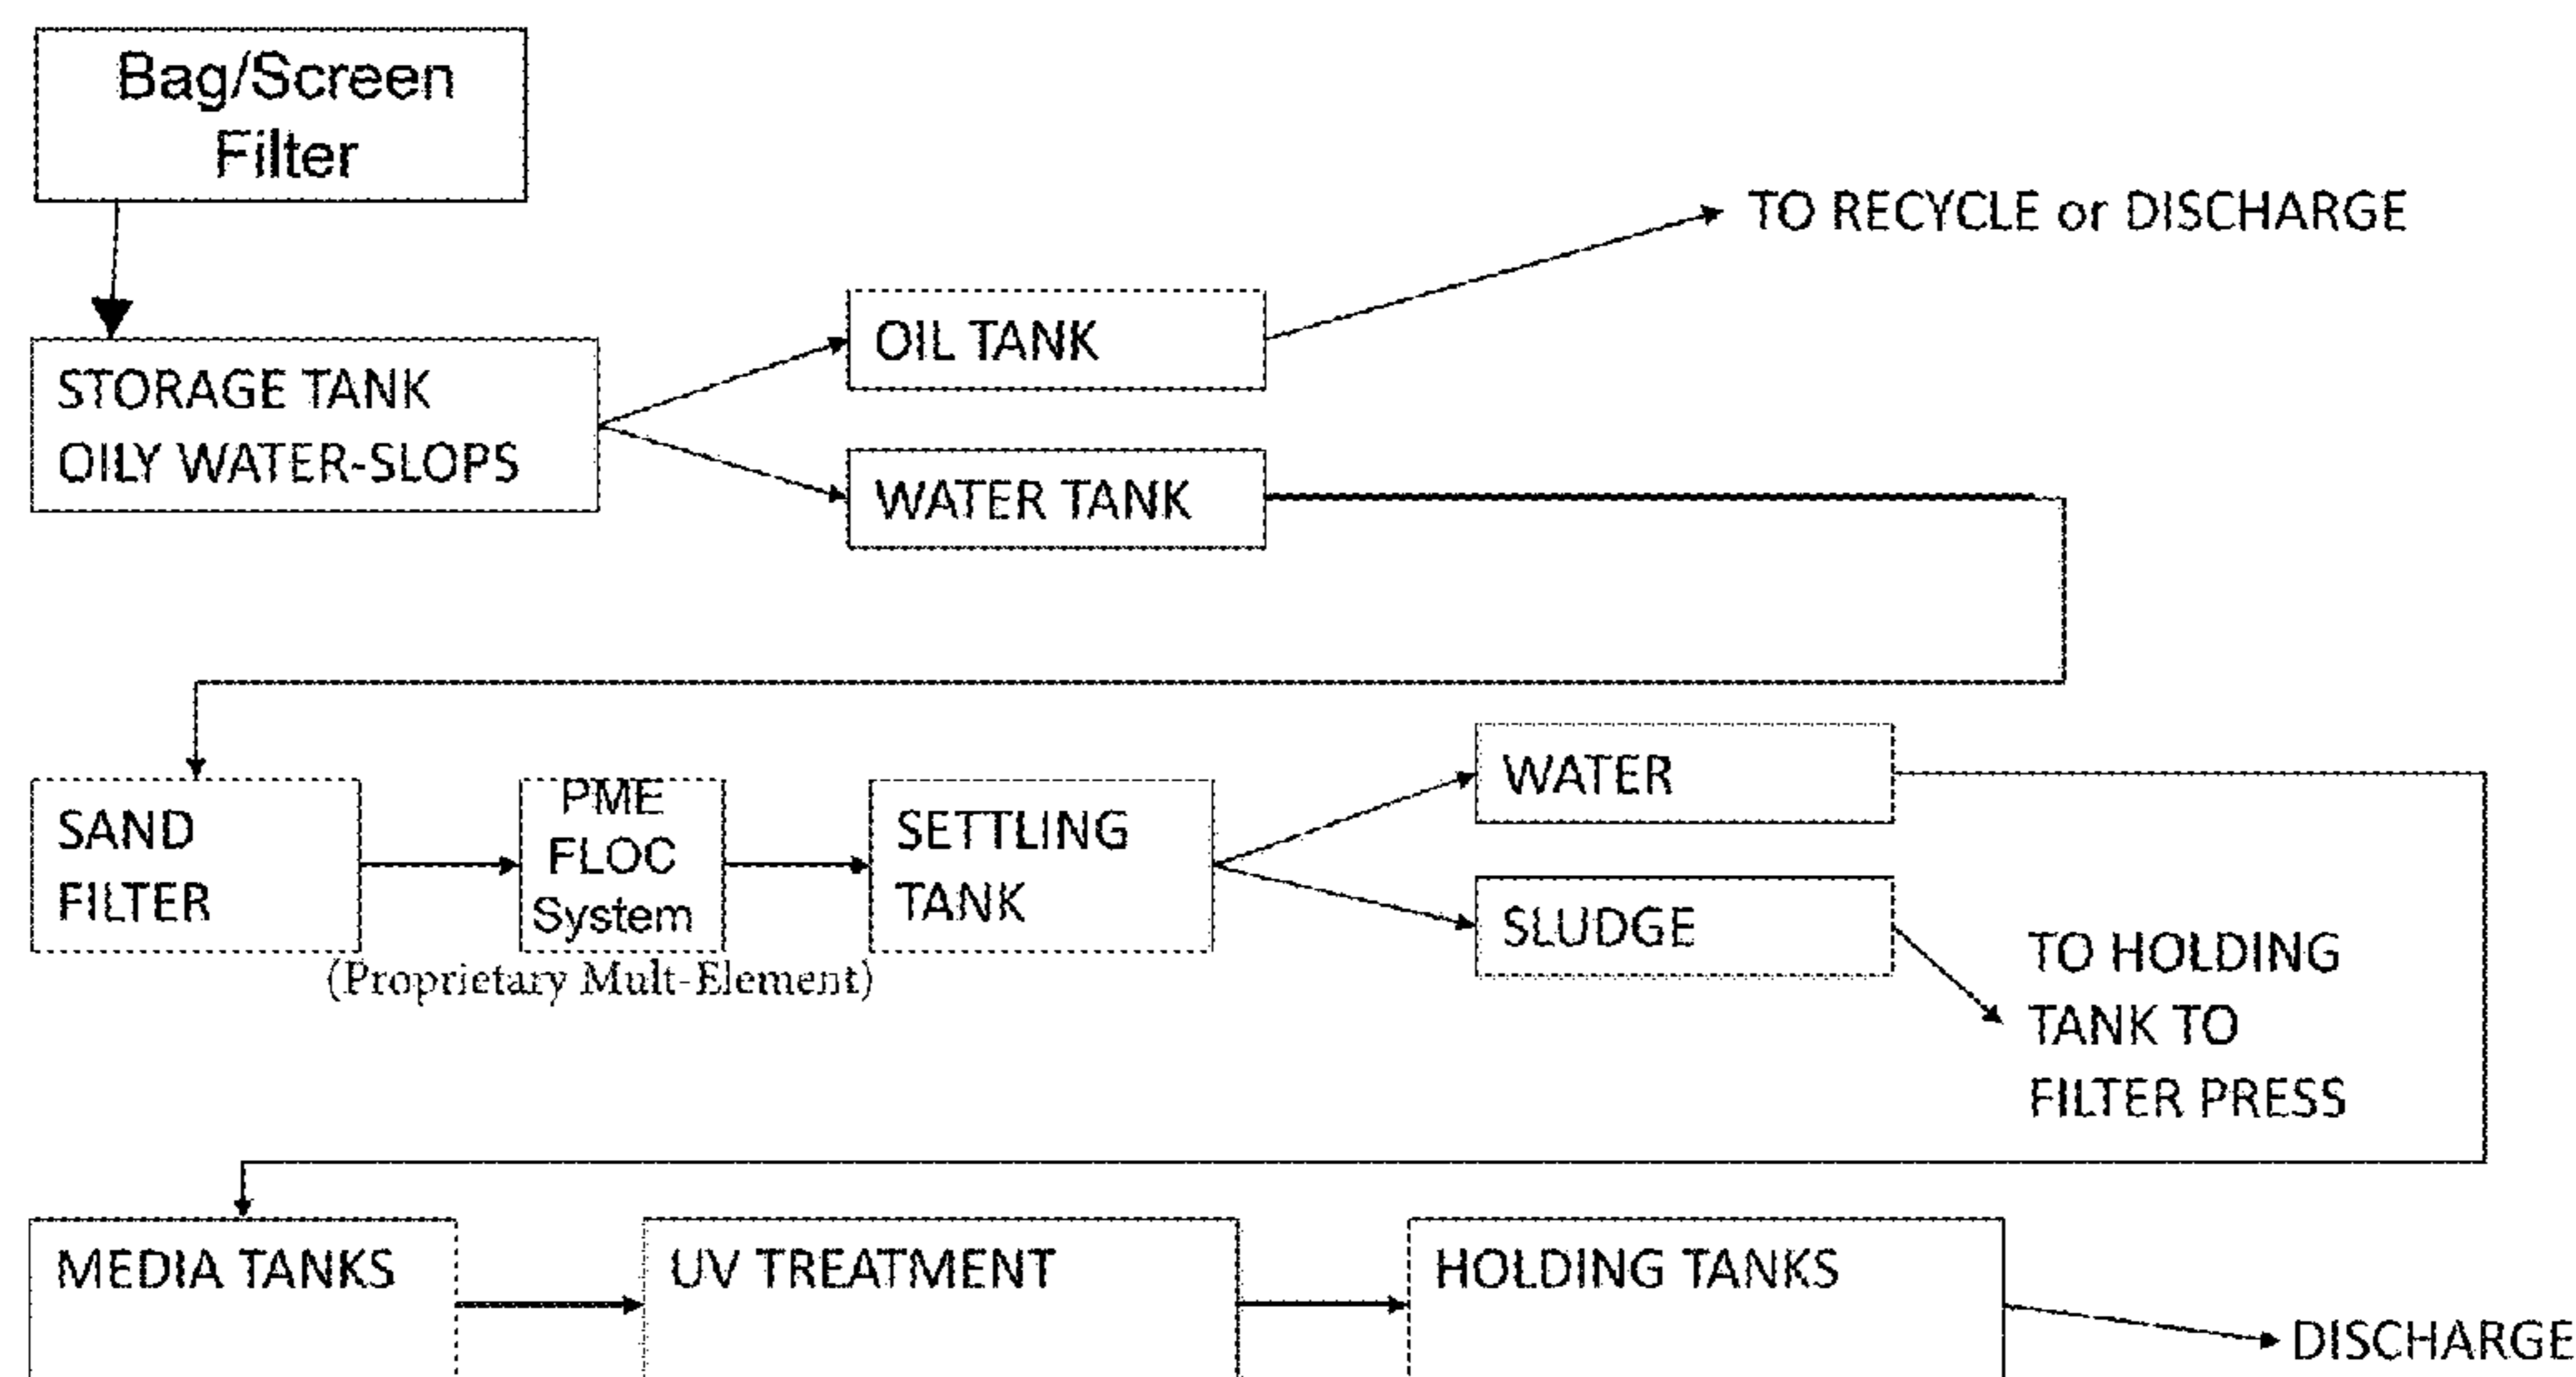 Bag/Screen
Filter
TO RECYCLE or DISCHARGE
OIL TANK
STORAGE TANK
OILY WATER-SLOPS
WATER TANK
WATER
SAND
FILTER
PME
FLOC
System
(Proprietary Mult-Element)
SETTLING
TANK
SLUDGE
TO HOLDING
TANK TO
FILTER PRESS
MEDIA TANKS
UV TREATMENT
HOLDING TANKS
DISCHARGE